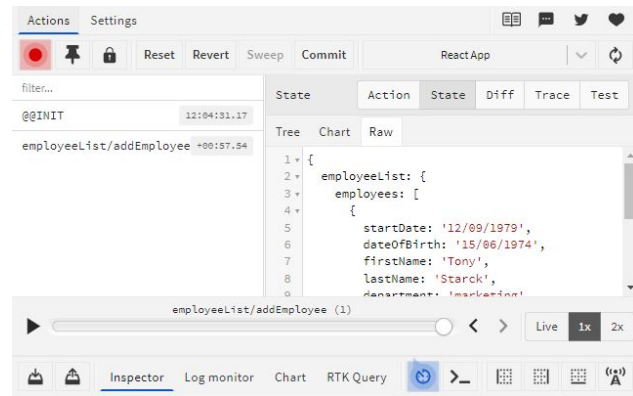 Actions Settings
Reset Revert Sweep Commit React App
filter...
@@INIT 12:04:31.17
employeeList/addEmployee +00:57.54
State Action State Diff Trace Test
Tree Chart Raw
1 {
2 employeeList: {
3 employees: [
4 {
5 startDate: '12/09/1979',
6 dateOfBirth: '15/06/1974',
7 firstName: 'Tony',
8 lastName: 'Starck',
9 department: 'marketing'
employeeList/addEmployee (1)
Live 1x 2x
Inspector Log monitor Chart RTK Query